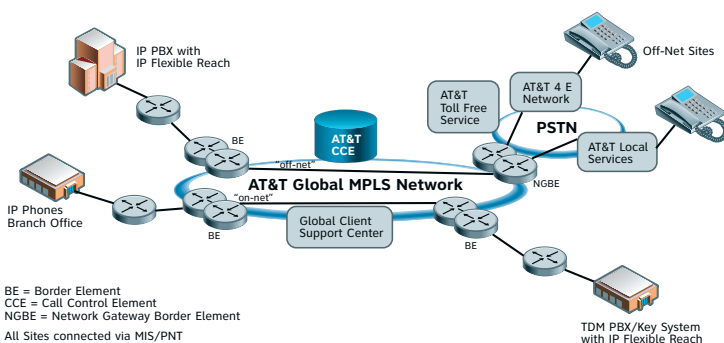 IP PBX with
IP Flexible Reach
Off-Net Sites
AT&T
Toll Free
Service
AT&T 4 E
Network
PSTN
AT&T Local
Services
AT&T
CCE
BE
"off-net"
NGBE
AT&T Global MPLS Network
"on-net"
IP Phones
Branch Office
BE
Global Client
Support Center
BE
BE = Border Element
CCE = Call Control Element
NGBE = Network Gateway Border Element
All Sites connected via MIS/PNT
TDM PBX/Key System
with IP Flexible Reach